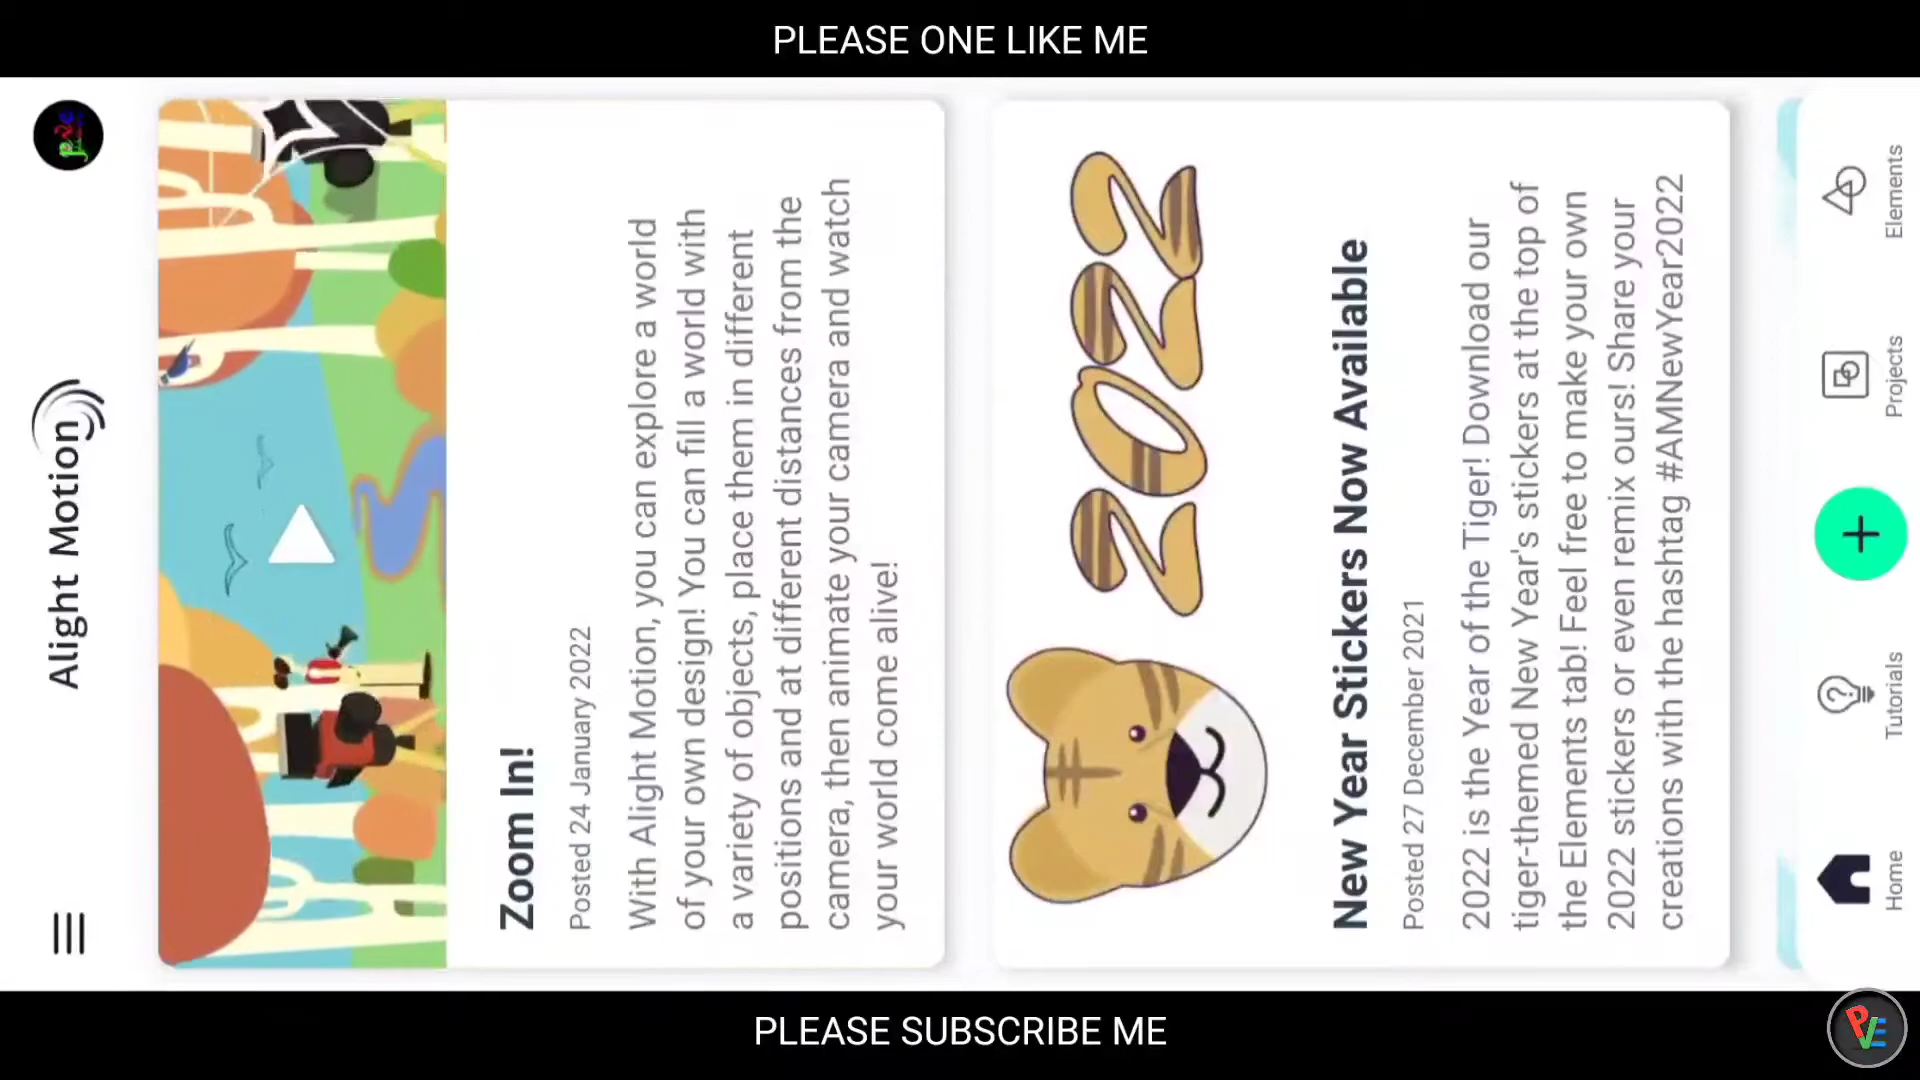 PLEASE ONE LIKE ME
Alight Motion
Zoom In!
Posted 24 January 2022
With Alight Motion, you can explore a world
of your own design! You can fill a world with
a variety of objects, place them in different
positions and at different distances from the
camera, then animate your camera and watch
your world come alive!
2022
New Year Stickers Now Available
Posted 27 December 2021
2022 is the Year of the Tiger! Download our
tiger-themed New Year's stickers at the top of
the Elements tab! Feel free to make your own
2022 stickers or even remix ours! Share your
creations with the hashtag #AMNewYear2022
Home
Tutorials
Projects
Elements
PLEASE SUBSCRIBE ME
PVE